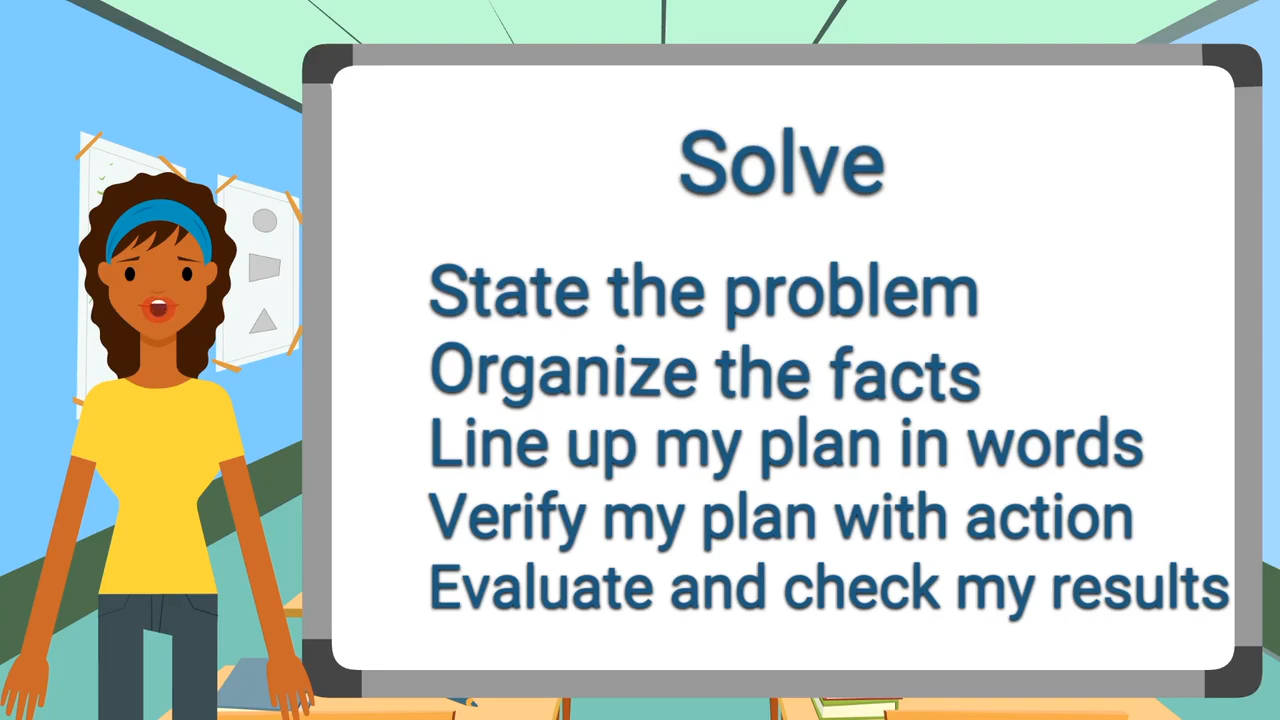 Solve
State the problem
Organize the facts
Line up my plan in words
Verify my plan with action
Evaluate and check my results